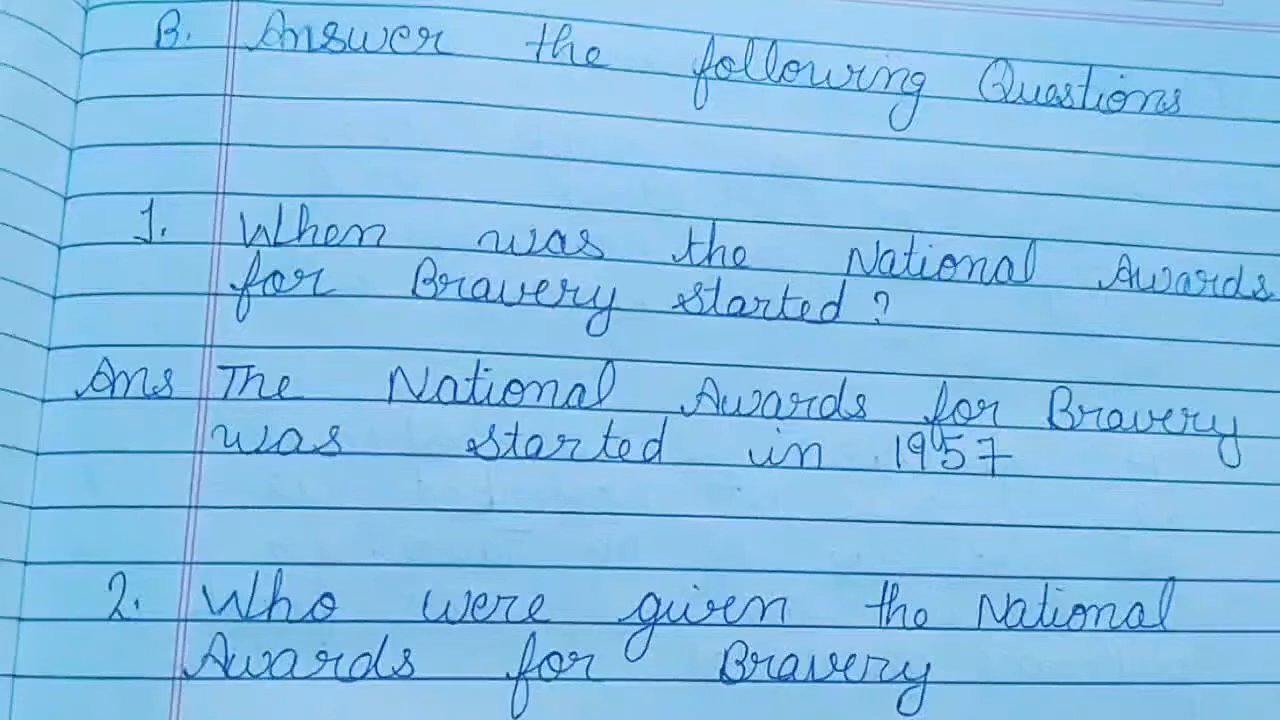 B. Answer the following Questions
1. When was the National Awards
for Bravery started?
Ans The National Awards for Bravery
was started in 1957
2. Who were given the National
Awards for Bravery